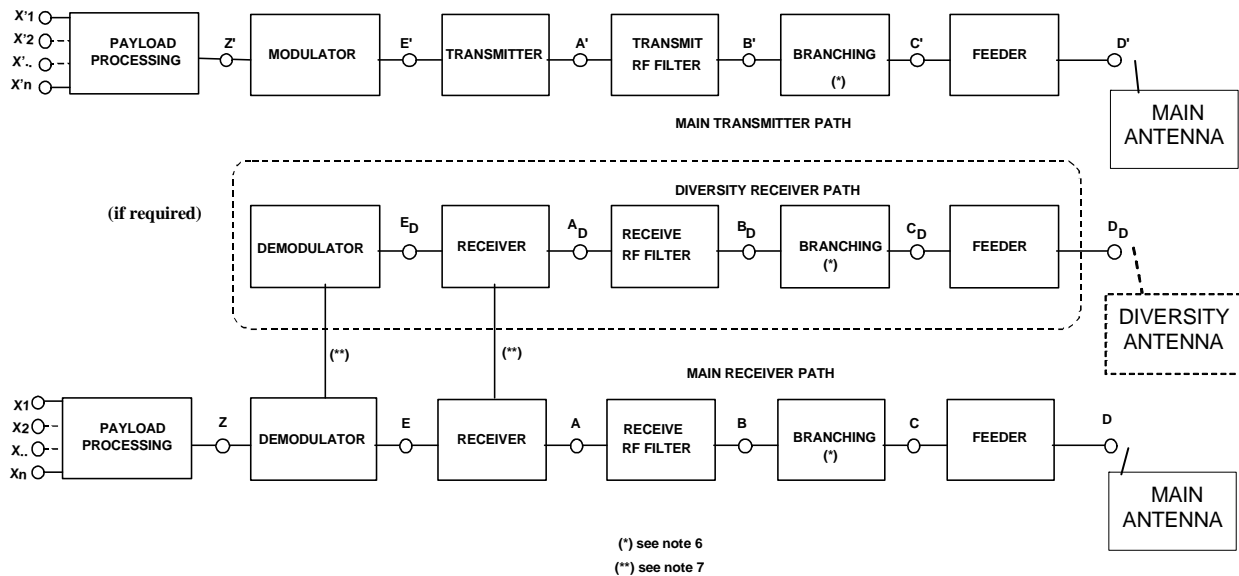 X'1
X'2
X'..
X'n
PAYLOAD
PROCESSING
Z'
MODULATOR
E'
TRANSMITTER
A'
TRANSMIT
RF FILTER
B'
BRANCHING
(*)
C'
FEEDER
D'
MAIN
ANTENNA
MAIN TRANSMITTER PATH
(if required)
DIVERSITY RECEIVER PATH
DEMODULATOR
ED
RECEIVER
AD
RECEIVE
RF FILTER
BD
BRANCHING
(*)
CD
FEEDER
DD
DIVERSITY
ANTENNA
(**)
(**)
MAIN RECEIVER PATH
X1
X2
X..
Xn
PAYLOAD
PROCESSING
Z
DEMODULATOR
E
RECEIVER
A
RECEIVE
RF FILTER
B
BRANCHING
(*)
C
FEEDER
D
MAIN
ANTENNA
(*) see note 6
(**) see note 7